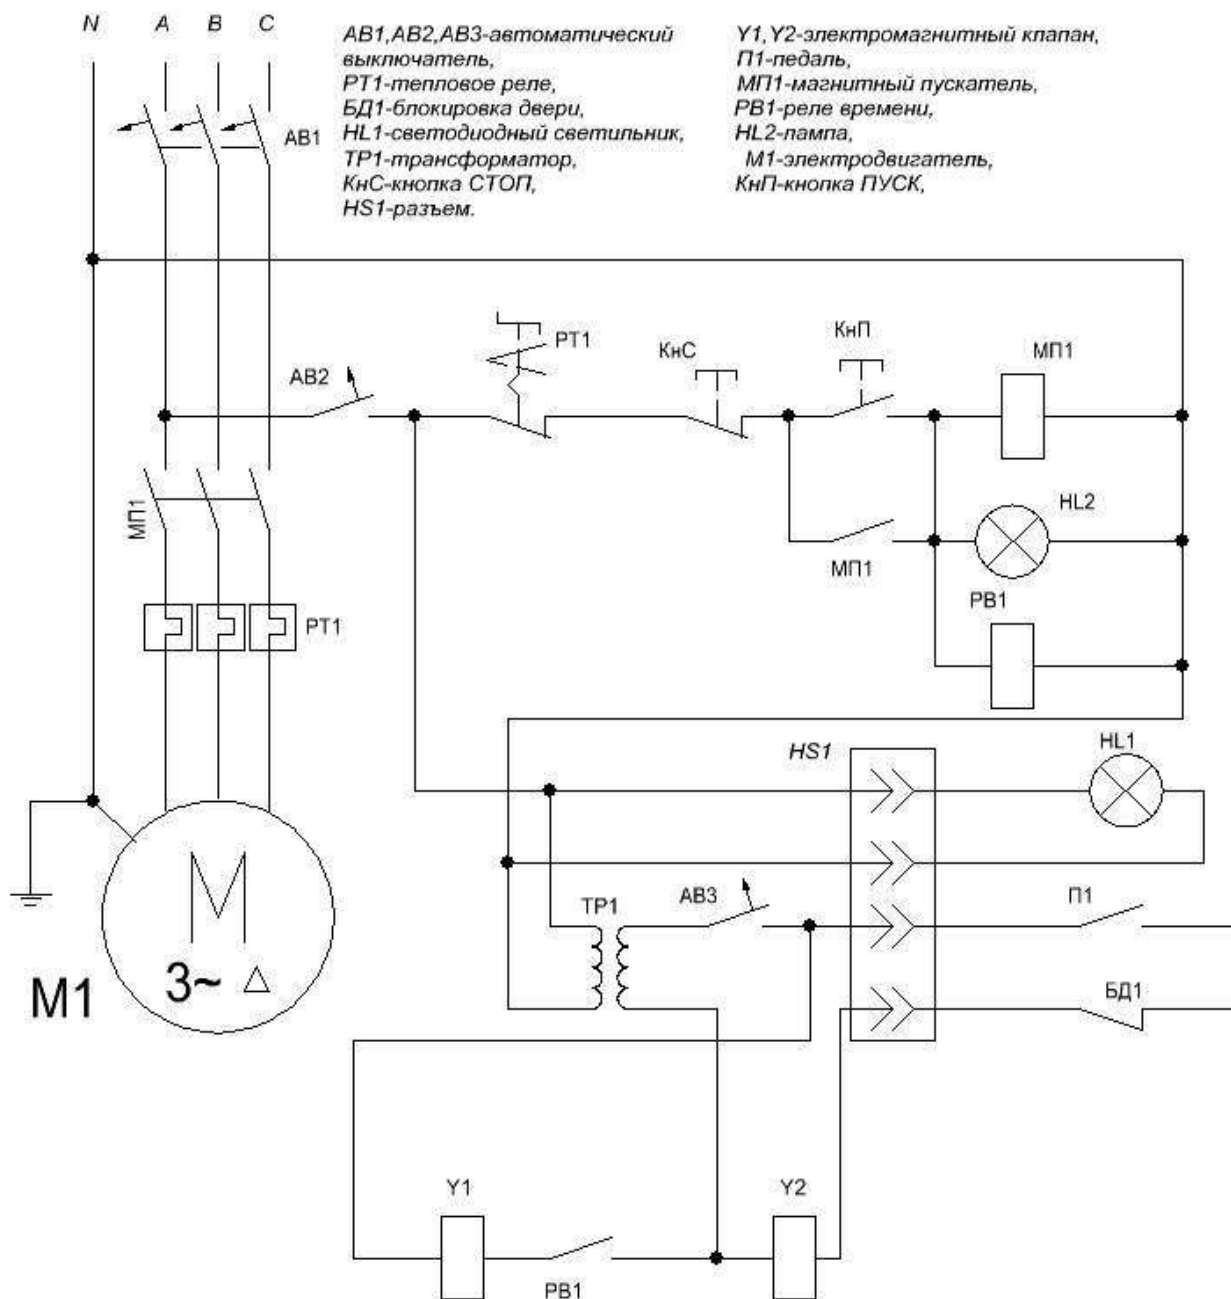 N A B C
АВ1,АВ2,АВ3-автоматический
выключатель,
РТ1-тепловое реле,
БД1-блокировка двери,
HL1-светодиодный светильник,
ТР1-трансформатор,
КнС-кнопка СТОП,
HS1-разъем.
Y1,Y2-электромагнитный клапан,
П1-педаль,
МП1-магнитный пускатель,
РВ1-реле времени,
HL2-лампа,
М1-электродвигатель,
КнП-кнопка ПУСК,
АВ1
АВ2
РТ1
КнС
КнП
МП1
МП1
МП1
HL2
РВ1
РТ1
HS1
HL1
ТР1
АВ3
П1
БД1
М
3~ △
М1
Y1
РВ1
Y2